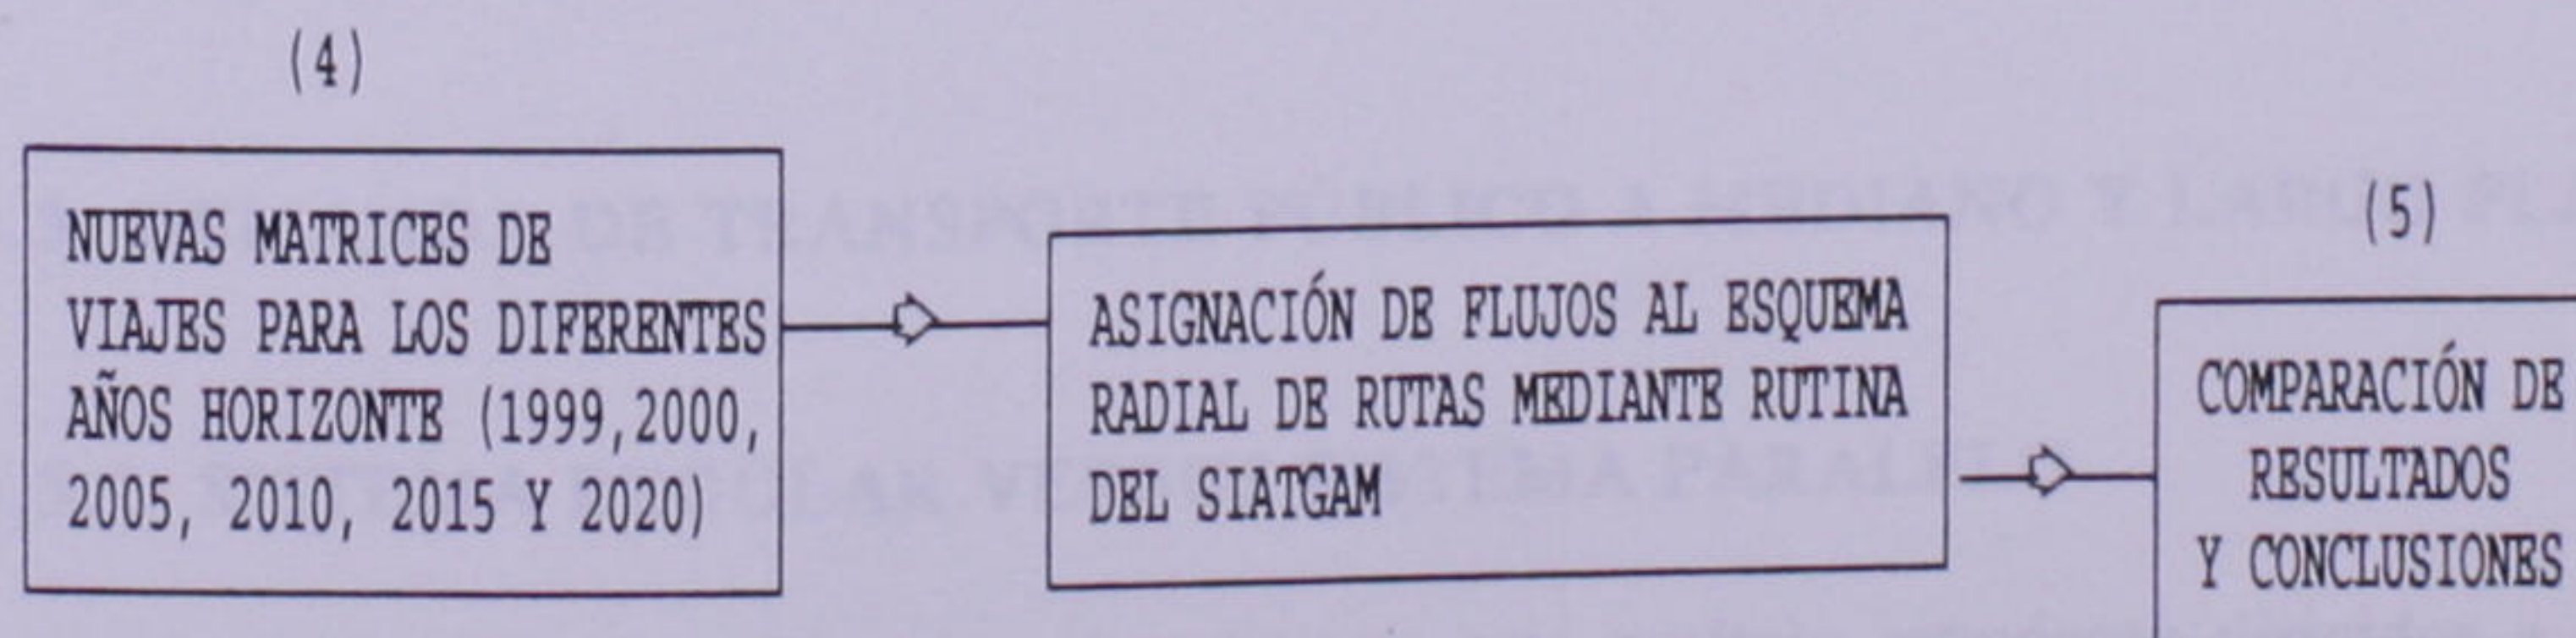 (4)
NUEVAS MATRICES DE
VIAJES PARA LOS DIFERENTES
AÑOS HORIZONTE (1999,2000,
2005, 2010, 2015 Y 2020)
ASIGNACIÓN DE FLUJOS AL ESQUEMA
RADIAL DE RUTAS MEDIANTE RUTINA
DEL SIATGAM
(5)
COMPARACIÓN DE
RESULTADOS
Y CONCLUSIONES